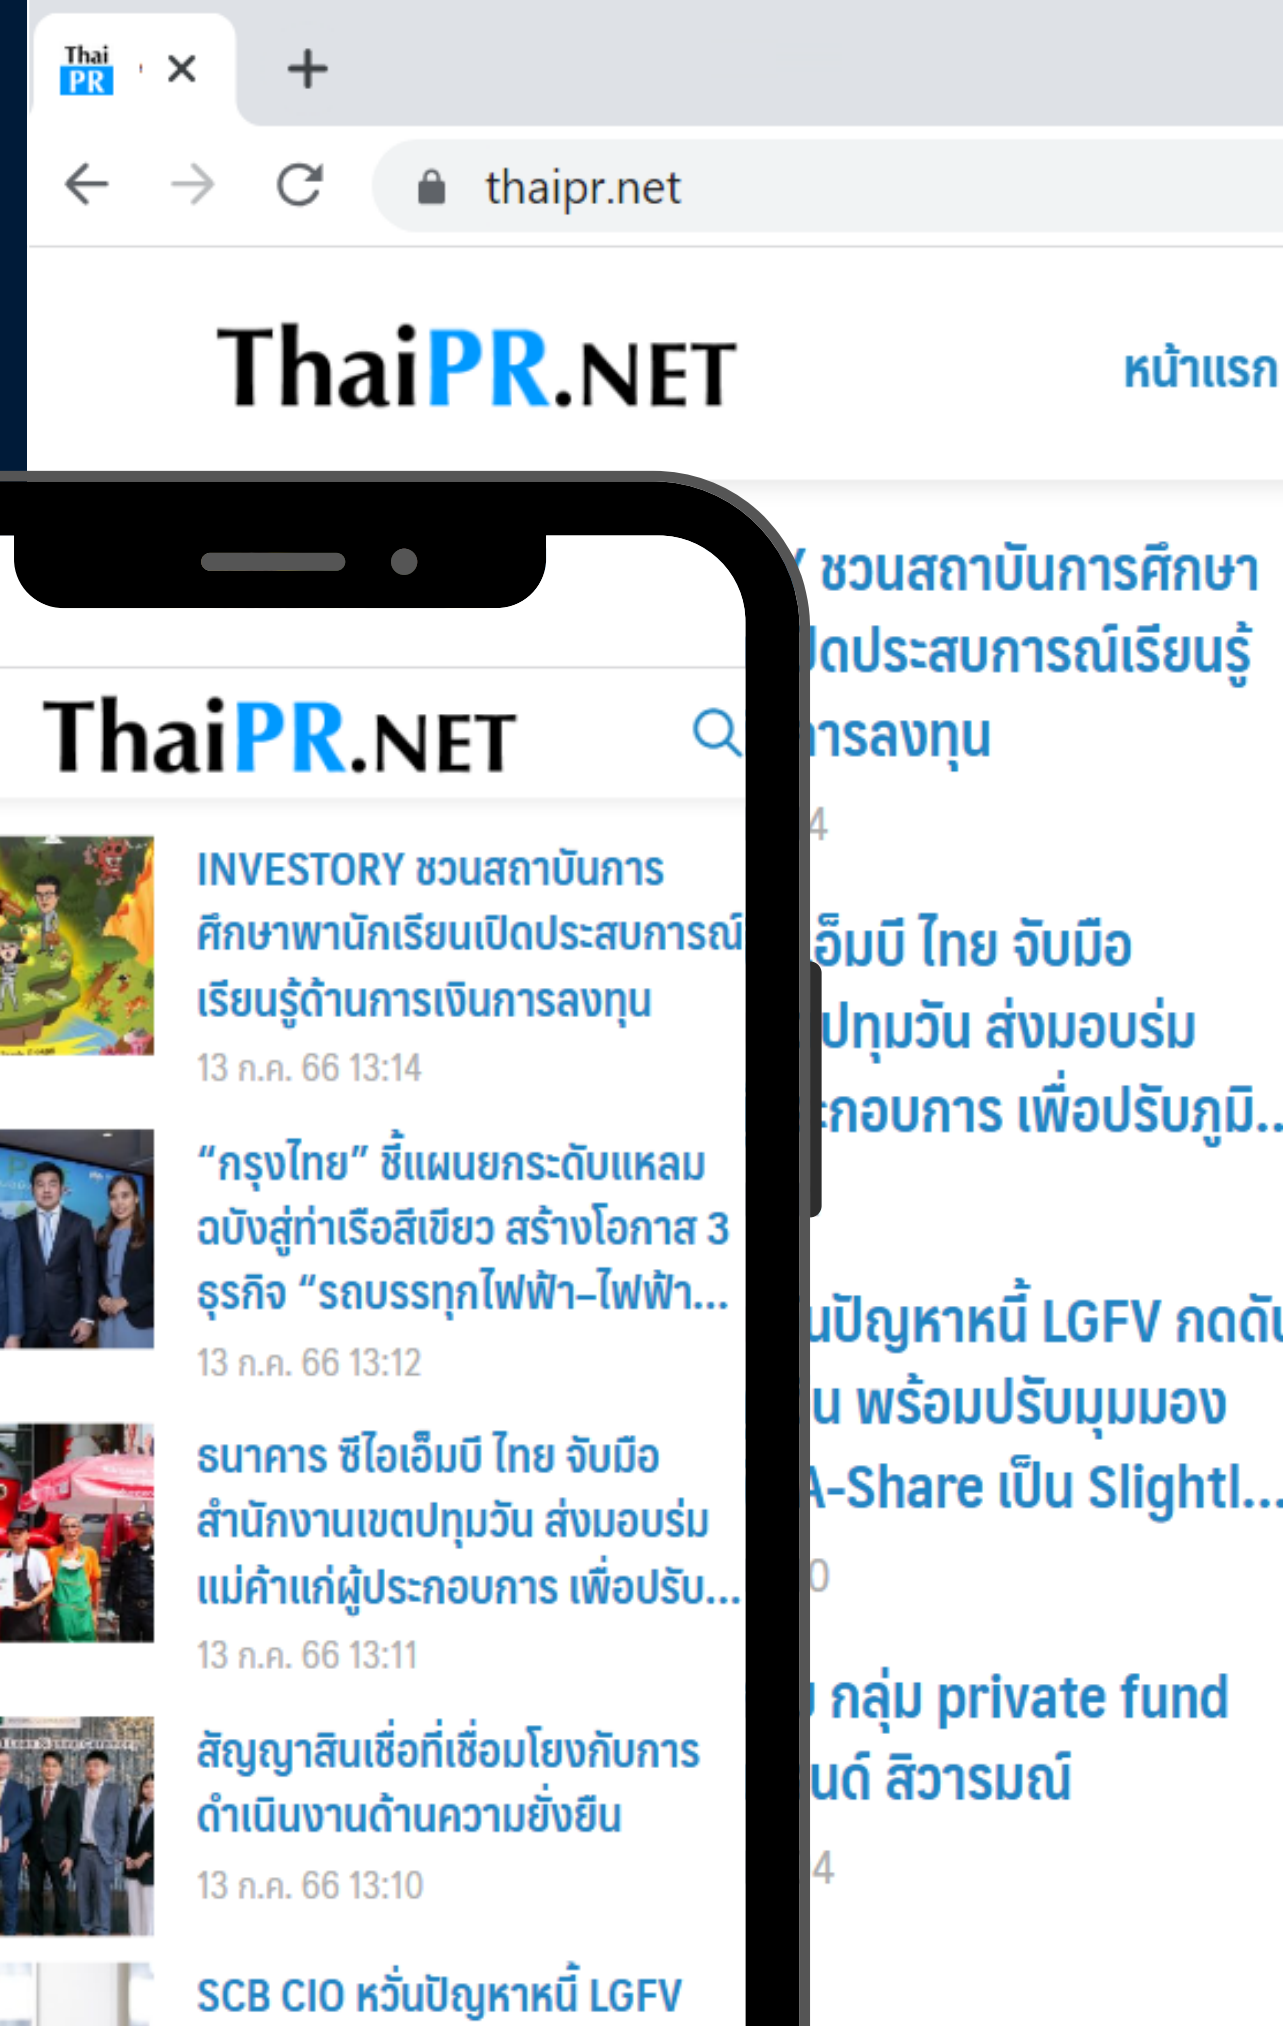 Thai
PR
thaipr.net
ThaiPR.NET
หน้าแรก
ชวนสถาบันการศึกษา
ดประสบการณ์เรียนรู้
ารลงทุน
4
อ็มบี ไทย จับมือ
ปทุมวัน ส่งมอบร่ม
ะกอบการ เพื่อปรับภูมิ...
นปัญหาหนี้ LGFV กดดัน
น พร้อมปรับมุมมอง
A-Share เป็น Slightl...
0
กลุ่ม private fund
นด์ สิวารมณ์
4
ThaiPR.NET
INVESTORY ชวนสถาบันการ
ศึกษาพานักเรียนเปิดประสบการณ์
เรียนรู้ด้านการเงินการลงทุน
13 ก.ค. 66 13:14
“กรุงไทย” ชี้แผนยกระดับแหลม
ฉบังสู่ท่าเรือสีเขียว สร้างโอกาส 3
ธุรกิจ “รถบรรทุกไฟฟ้า–ไฟฟ้า...
13 ก.ค. 66 13:12
ธนาคาร ซีไอเอ็มบี ไทย จับมือ
สำนักงานเขตปทุมวัน ส่งมอบร่ม
แม่ค้าแก่ผู้ประกอบการ เพื่อปรับ...
13 ก.ค. 66 13:11
สัญญาสินเชื่อที่เชื่อมโยงกับการ
ดำเนินงานด้านความยั่งยืน
13 ก.ค. 66 13:10
SCB CIO หวั่นปัญหาหนี้ LGFV